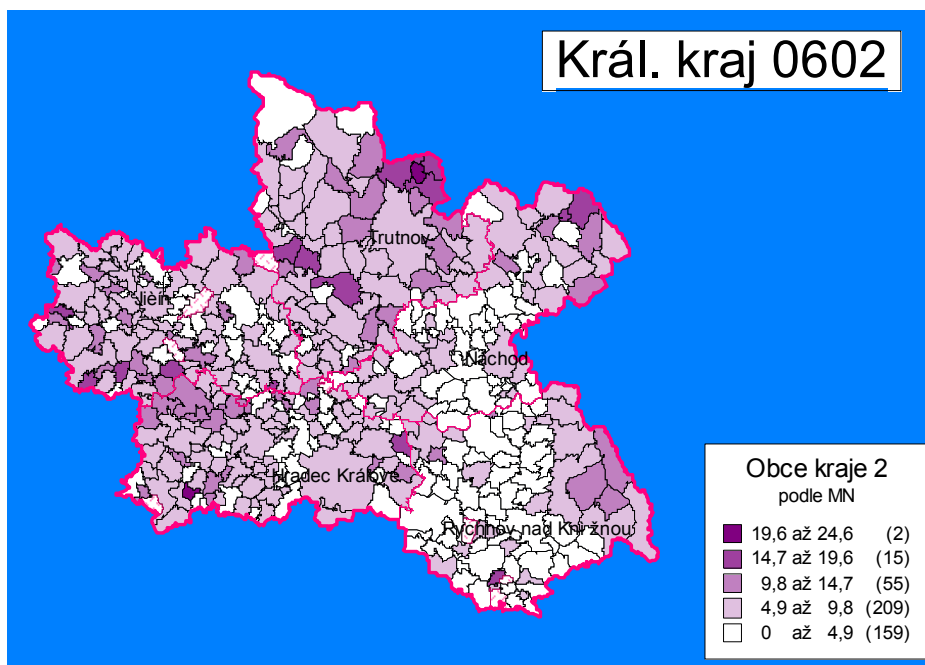 Král. kraj 0602
Trutnov
Jičín
Náchod
Hradec Králové
Rychnov nad Kněžnou
Obce kraje 2
podle MN
19,6 až 24,6 (2)
14,7 až 19,6 (15)
9,8 až 14,7 (55)
4,9 až 9,8 (209)
0 až 4,9 (159)